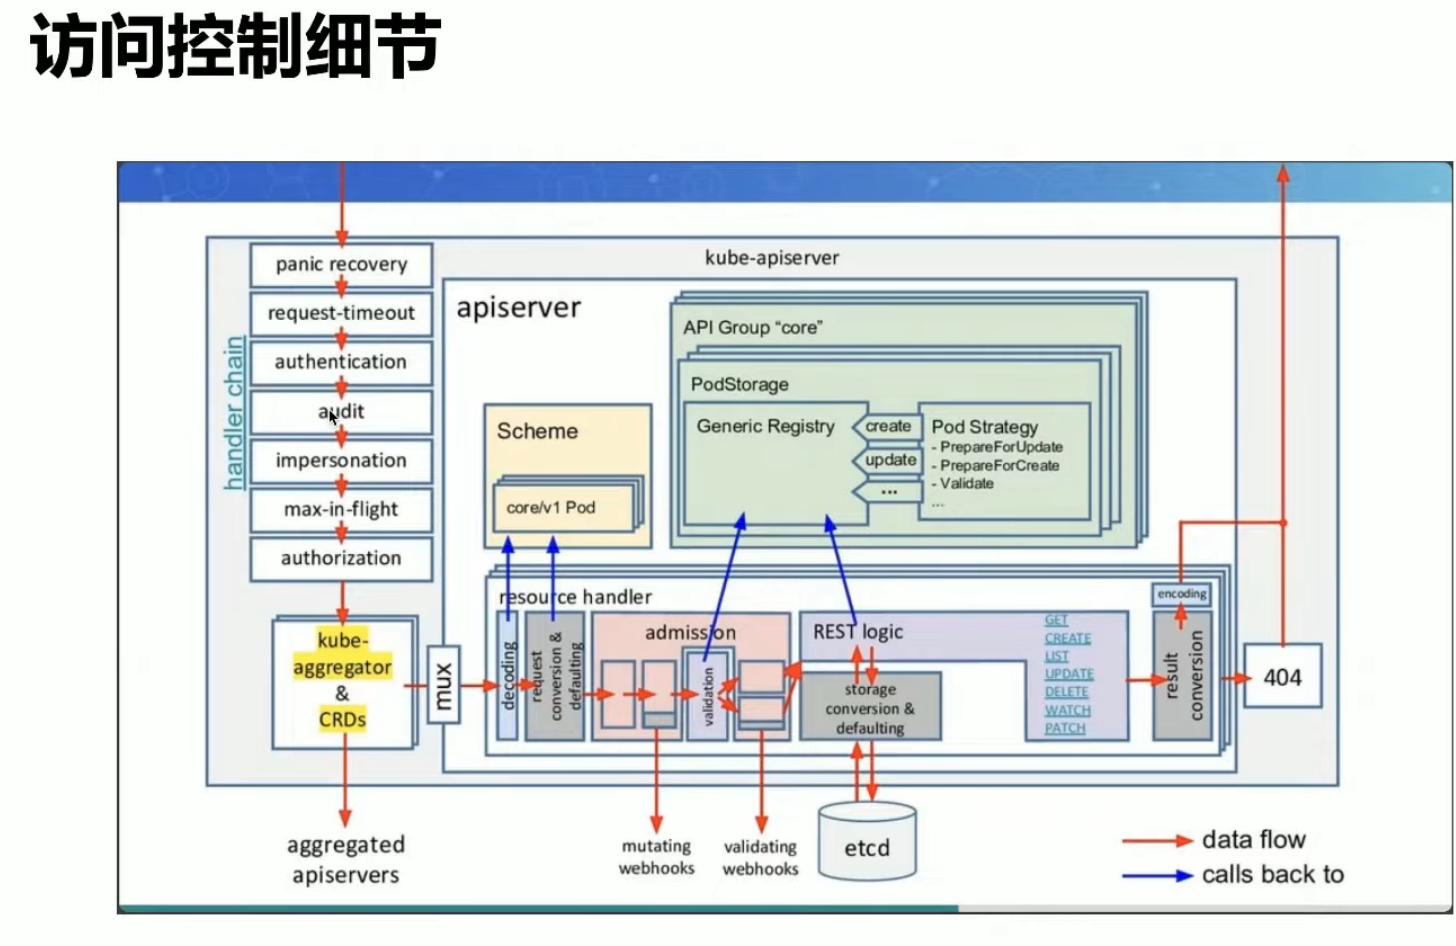 访问控制细节
kube-apiserver
handler chain
panic recovery
request-timeout
authentication
audit
impersonation
max-in-flight
authorization
kube-
aggregator
&
CRDs
aggregated
apiservers
mux
apiserver
Scheme
core/v1 Pod
API Group “core”
PodStorage
Generic Registry
create
update
...
Pod Strategy
- PrepareForUpdate
- PrepareForCreate
- Validate
...
resource handler
decoding
request
conversion &
defaulting
admission
validation
mutating
webhooks
validating
webhooks
REST logic
storage
conversion &
defaulting
etcd
GET
CREATE
LIST
UPDATE
DELETE
WATCH
PATCH
encoding
result
conversion
404
data flow
calls back to